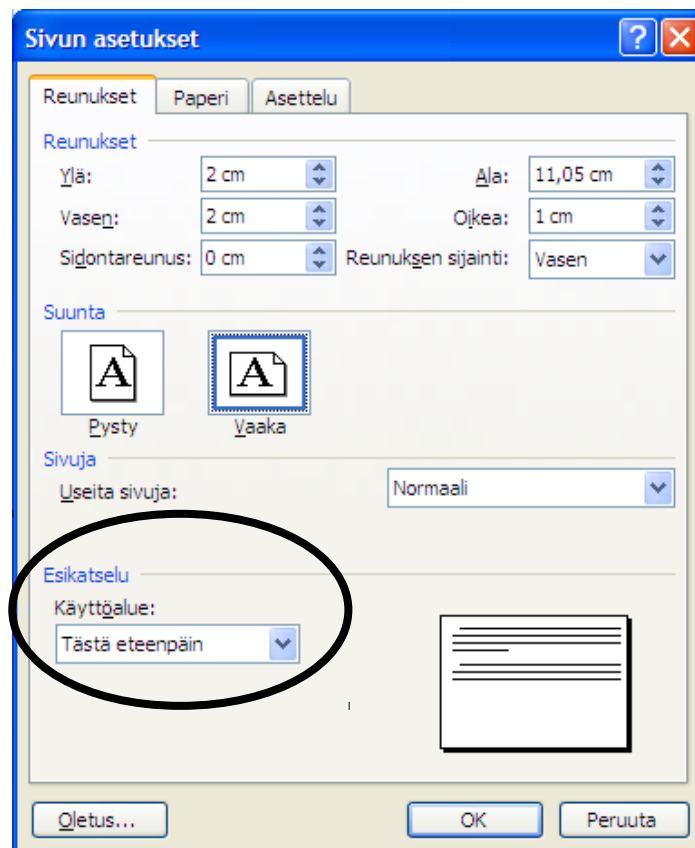 Sivun asetukset
Reunukset Paperi Asettelu
Reunukset
Ylä: 2 cm Ala: 11,05 cm
Vasen: 2 cm Oikea: 1 cm
Sidontareunus: 0 cm Reunuksen sijainti: Vasen
Suunta
A A
Pysty Vaaka
Sivuja
Useita sivuja: Normaali
Esikatselu
Käyttöalue:
Tästä eteenpäin
Oletus... OK Peruuta